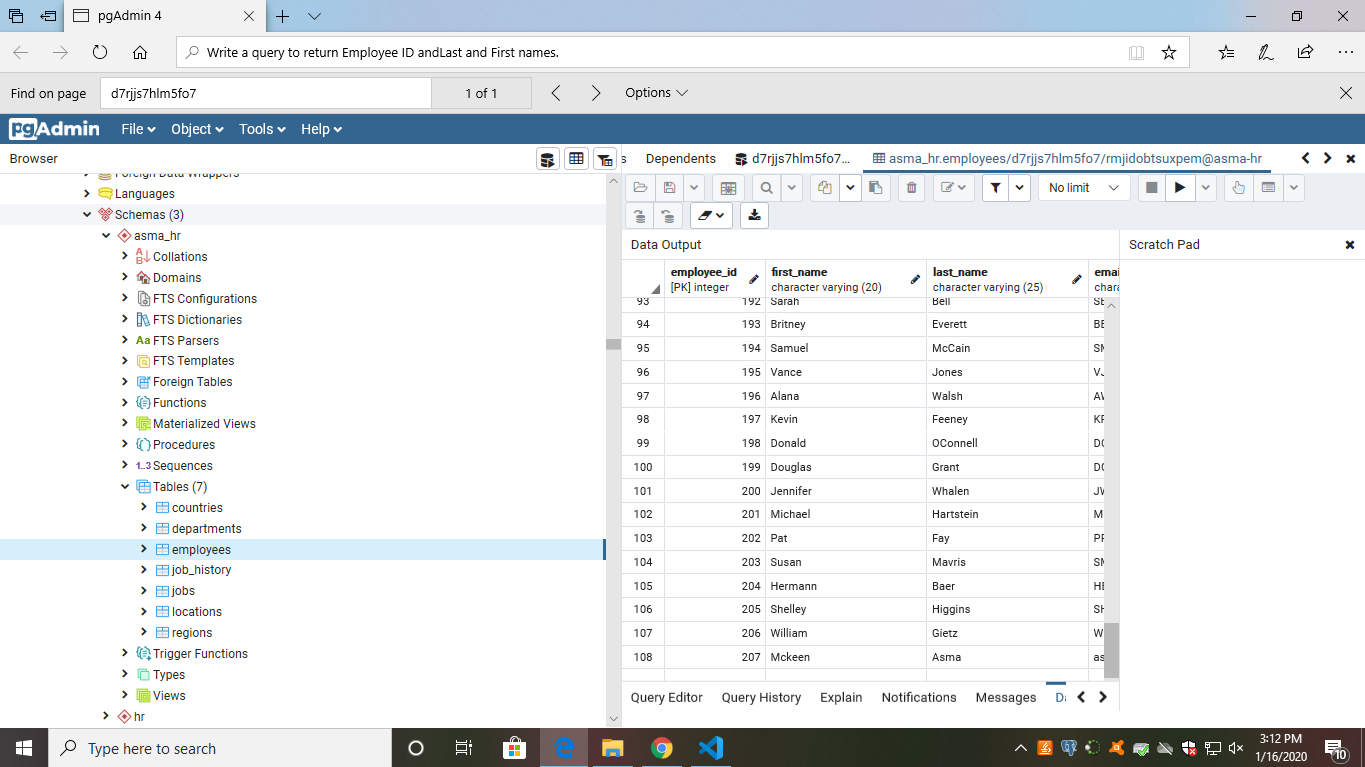 pgAdmin 4
Write a query to return Employee ID andLast and First names.
Find on page d7rjjs7hlm5fo7 1 of 1 Options
pgAdmin File Object Tools Help
Browser
s Dependents d7rjjs7hlm5fo7... asma_hr.employees/d7rjjs7hlm5fo7/rmjidobtsuxpem@asma-hr
No limit
Foreign Data Wrappers
Languages
Schemas (3)
asma_hr
Collations
Domains
FTS Configurations
FTS Dictionaries
Aa FTS Parsers
FTS Templates
Foreign Tables
Functions
Materialized Views
Procedures
1..3 Sequences
Tables (7)
countries
departments
employees
job_history
jobs
locations
regions
Trigger Functions
Types
Views
hr
Data Output
Scratch Pad
employee_id first_name last_name emai
[PK] integer character varying (20) character varying (25) chara
93 192 Sarah Bell SE
94 193 Britney Everett BE
95 194 Samuel McCain SM
96 195 Vance Jones VJ
97 196 Alana Walsh AW
98 197 Kevin Feeney KF
99 198 Donald OConnell DO
100 199 Douglas Grant DG
101 200 Jennifer Whalen JW
102 201 Michael Hartstein M
103 202 Pat Fay PF
104 203 Susan Mavris SM
105 204 Hermann Baer HE
106 205 Shelley Higgins SH
107 206 William Gietz W
108 207 Mckeen Asma as
Query Editor Query History Explain Notifications Messages Da
Type here to search
3:12 PM
1/16/2020
10